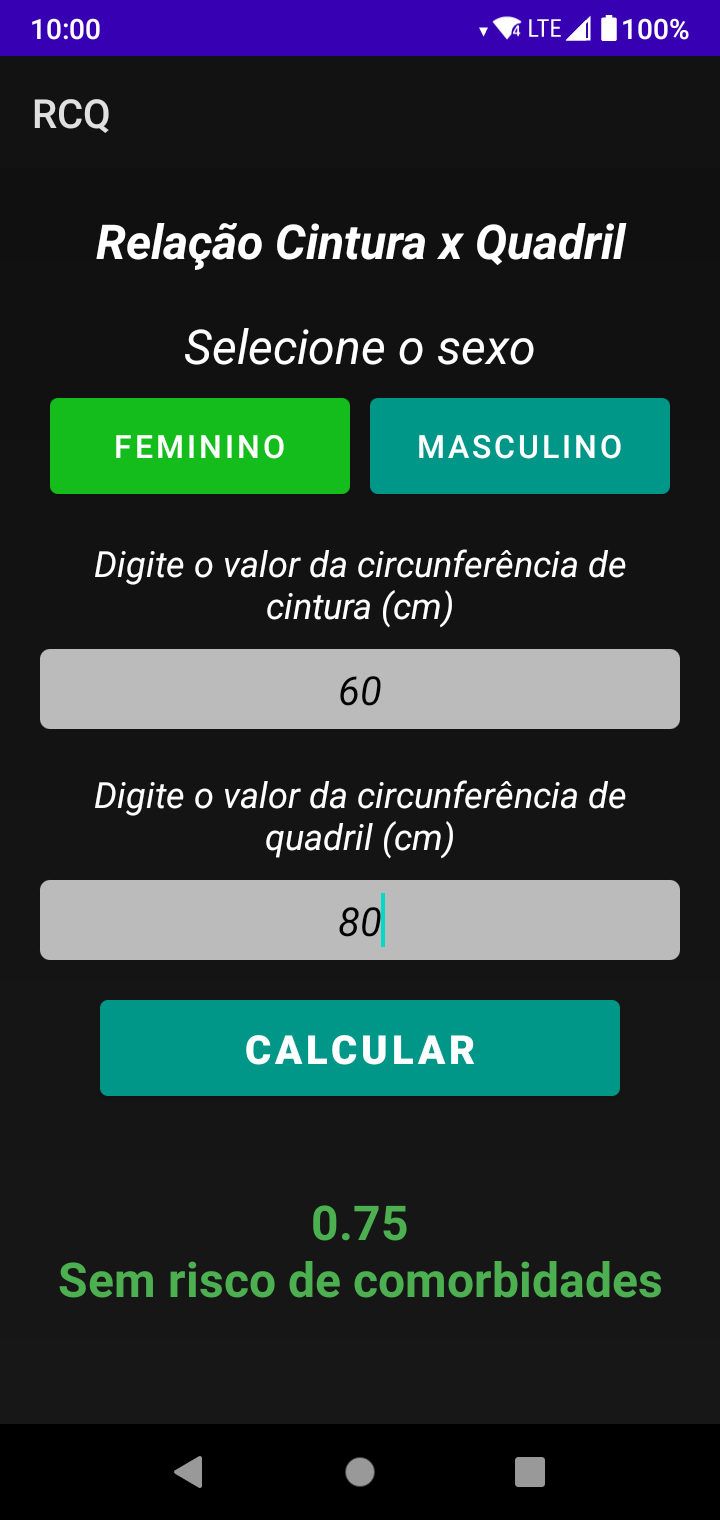 10:00
LTE 100%
RCQ
Relação Cintura x Quadril
Selecione o sexo
FEMININO MASCULINO
Digite o valor da circunferência de
cintura (cm)
60
Digite o valor da circunferência de
quadril (cm)
80
CALCULAR
0.75
Sem risco de comorbidades